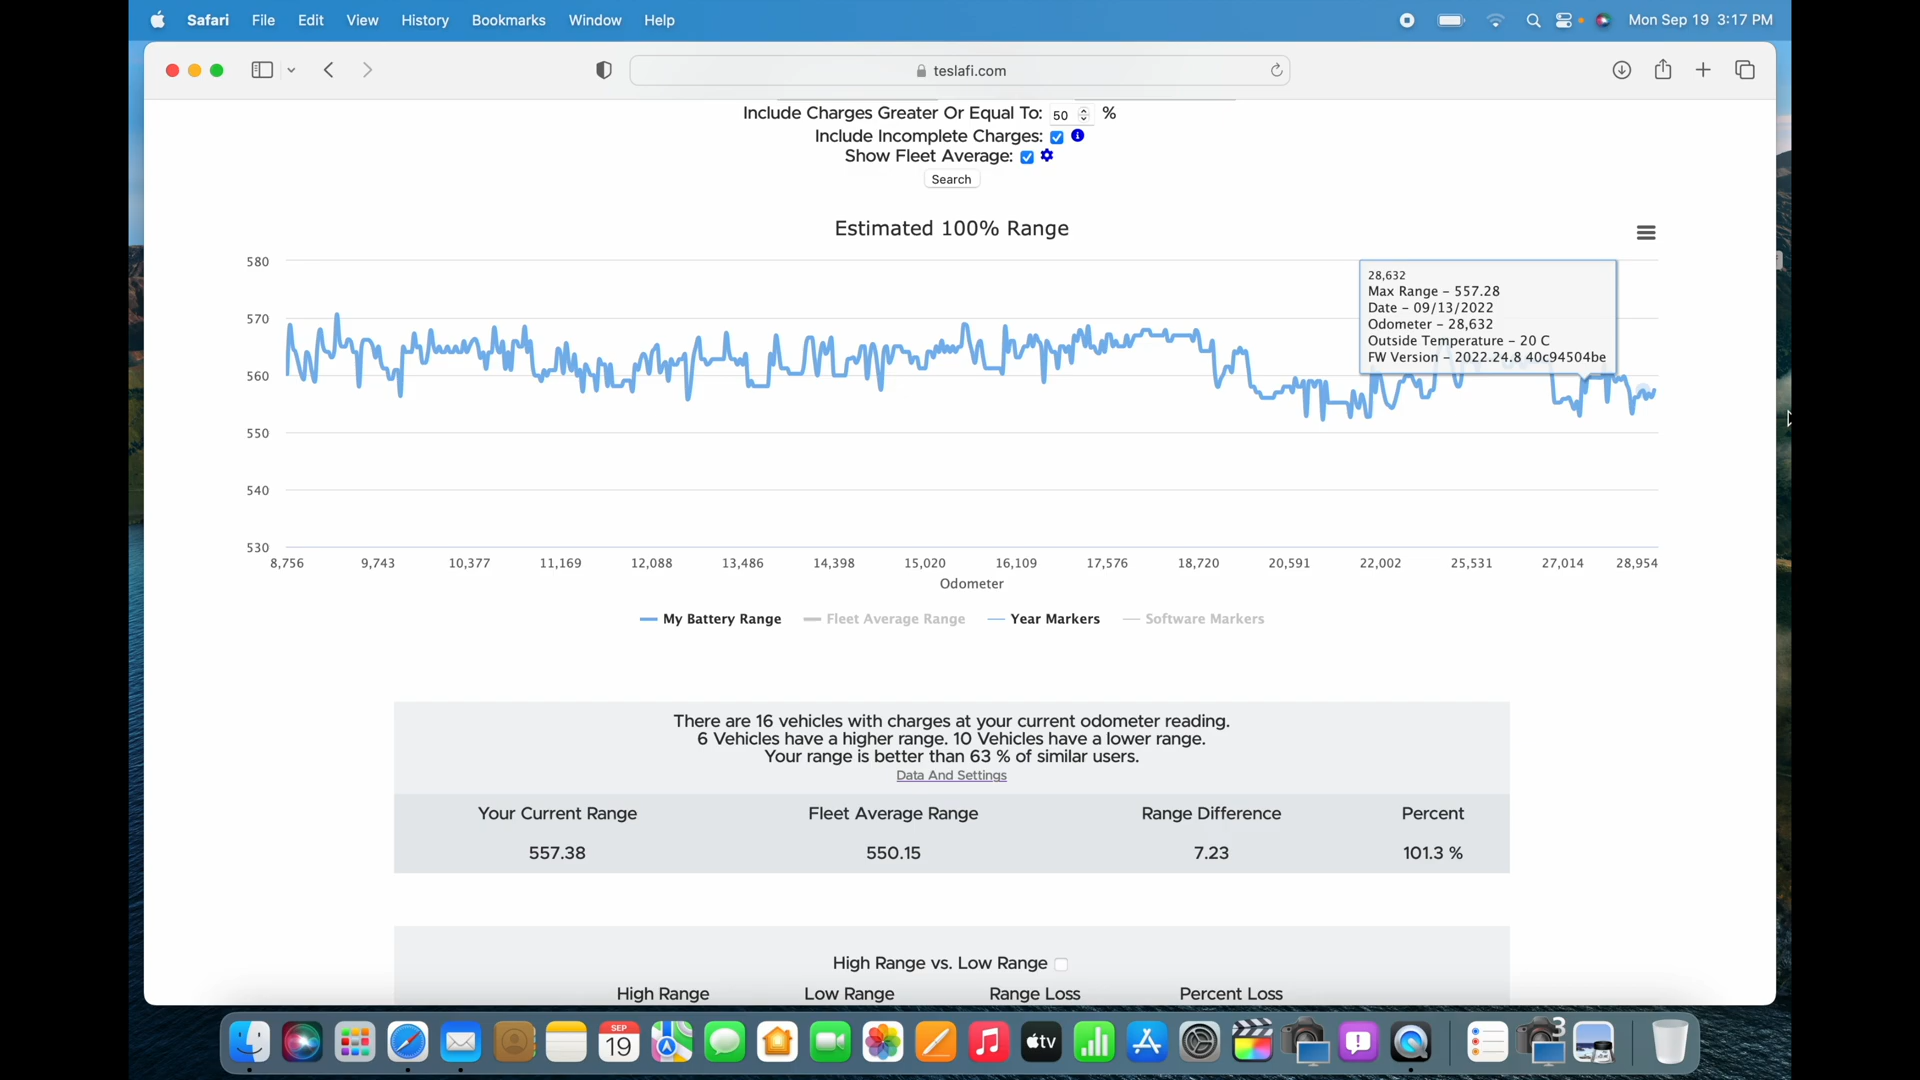 Safari File Edit View History Bookmarks Window Help Mon Sep 19 3:17 PM
teslafi.com
Include Charges Greater Or Equal To: 50 %
Include Incomplete Charges:
Show Fleet Average:
Search
Estimated 100% Range
580
570
560
550
540
530
28,632
Max Range - 557.28
Date - 09/13/2022
Odometer - 28,632
Outside Temperature - 20 C
FW Version - 2022.24.8 40c94504be
8,756 9,743 10,377 11,169 12,088 13,486 14,398 15,020 16,109 17,576 18,720 20,591 22,002 25,531 27,014 28,954
Odometer
My Battery Range Fleet Average Range Year Markers Software Markers
There are 16 vehicles with charges at your current odometer reading.
6 Vehicles have a higher range. 10 Vehicles have a lower range.
Your range is better than 63 % of similar users.
Data And Settings
Your Current Range Fleet Average Range Range Difference Percent
557.38 550.15 7.23 101.3 %
High Range vs. Low Range
High Range Low Range Range Loss Percent Loss
SEP
19
tv
3